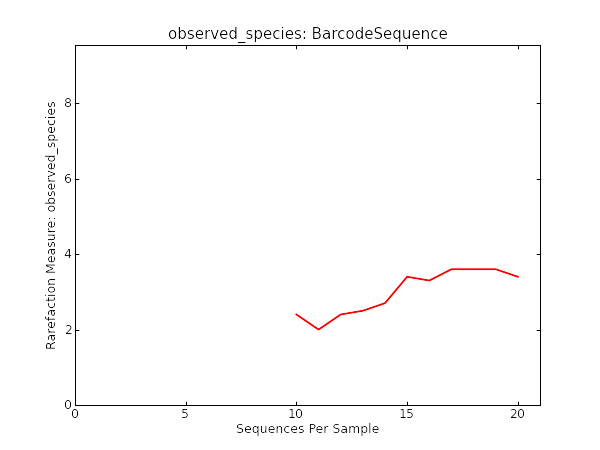 observed_species: BarcodeSequence
Rarefaction Measure: observed_species
8
6
4
2
0
0 5 10 15 20
Sequences Per Sample